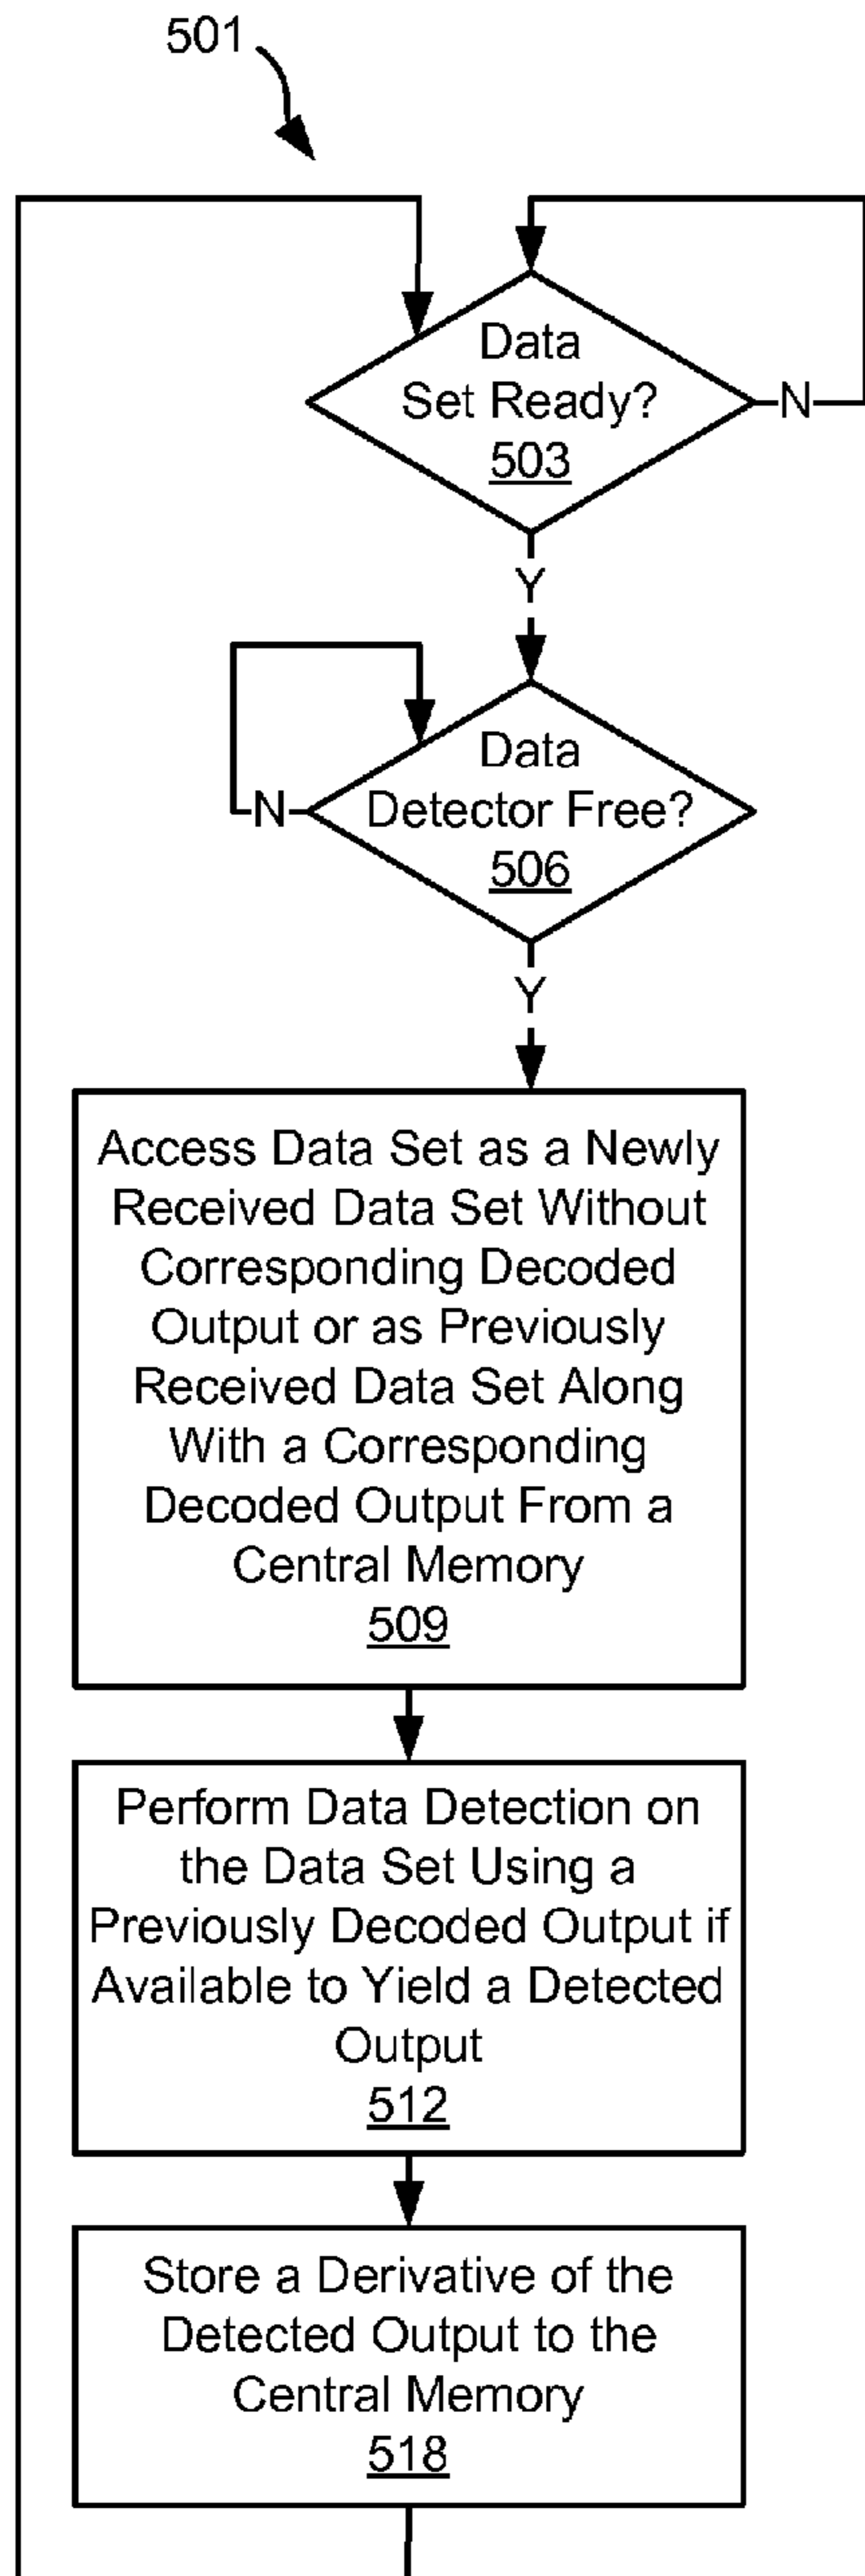 501
Data
Set Ready?
503
N
Y
Data
Detector Free?
506
N
Y
Access Data Set as a Newly
Received Data Set Without
Corresponding Decoded
Output or as Previously
Received Data Set Along
With a Corresponding
Decoded Output From a
Central Memory
509
Perform Data Detection on
the Data Set Using a
Previously Decoded Output if
Available to Yield a Detected
Output
512
Store a Derivative of the
Detected Output to the
Central Memory
518